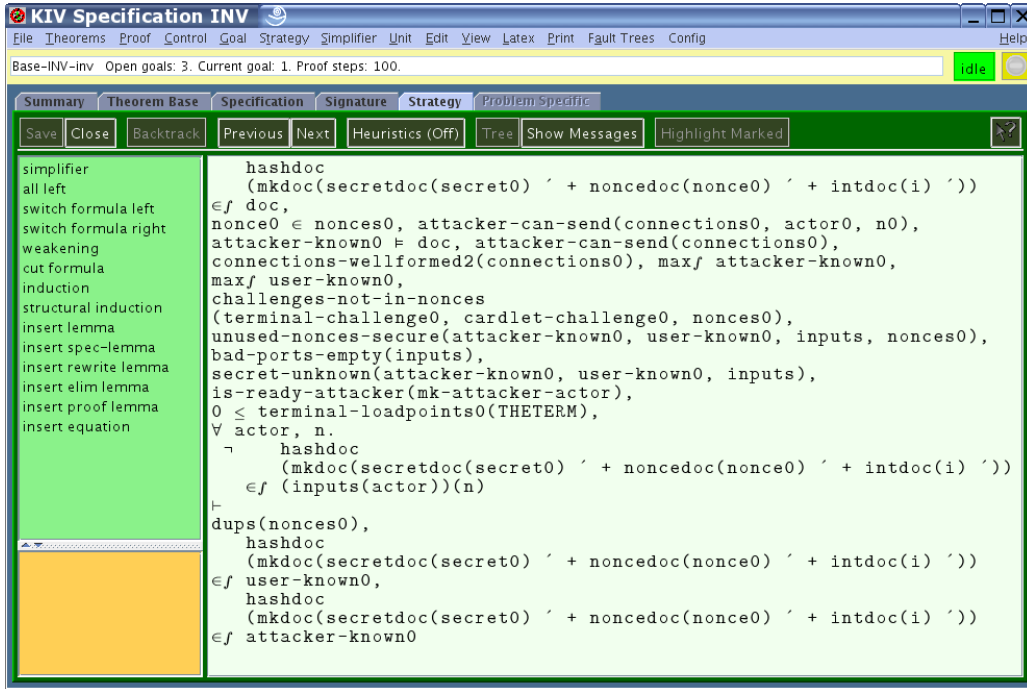 KIV Specification INV
File Theorems Proof Control Goal Strategy Simplifier Unit Edit View Latex Print Fault Trees Config Help
Base-INV-inv Open goals: 3. Current goal: 1. Proof steps: 100.
idle
Summary Theorem Base Specification Signature Strategy Problem Specific
Save Close Backtrack Previous Next Heuristics (Off) Tree Show Messages Highlight Marked
simplifier
all left
switch formula left
switch formula right
weakening
cut formula
induction
structural induction
insert lemma
insert spec-lemma
insert rewrite lemma
insert elim lemma
insert proof lemma
insert equation
hashdoc
(mkdoc(secretdoc(secret0) ´ + noncedoc(nonce0) ´ + intdoc(i) ´))
∈ƒ doc,
nonce0 ∈ nonces0, attacker-can-send(connections0, actor0, n0),
attacker-known0 ⊨ doc, attacker-can-send(connections0),
connections-wellformed2(connections0), maxƒ attacker-known0,
maxƒ user-known0,
challenges-not-in-nonces
(terminal-challenge0, cardlet-challenge0, nonces0),
unused-nonces-secure(attacker-known0, user-known0, inputs, nonces0),
bad-ports-empty(inputs),
secret-unknown(attacker-known0, user-known0, inputs),
is-ready-attacker(mk-attacker-actor),
0 ≤ terminal-loadpoints0(THETERM),
∀ actor, n.
¬ hashdoc
(mkdoc(secretdoc(secret0) ´ + noncedoc(nonce0) ´ + intdoc(i) ´))
∈ƒ (inputs(actor))(n)
⊢
dups(nonces0),
hashdoc
(mkdoc(secretdoc(secret0) ´ + noncedoc(nonce0) ´ + intdoc(i) ´))
∈ƒ user-known0,
hashdoc
(mkdoc(secretdoc(secret0) ´ + noncedoc(nonce0) ´ + intdoc(i) ´))
∈ƒ attacker-known0